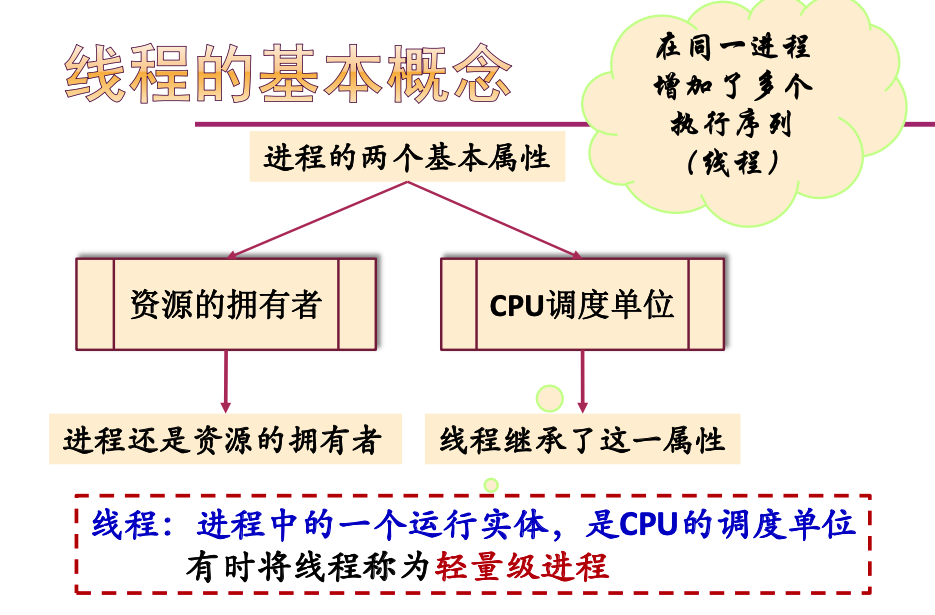 线程的基本概念
在同一进程
增加了多个
执行序列
（线程）
进程的两个基本属性
资源的拥有者
CPU调度单位
进程还是资源的拥有者
线程继承了这一属性
线程：进程中的一个运行实体，是CPU的调度单位
有时将线程称为轻量级进程